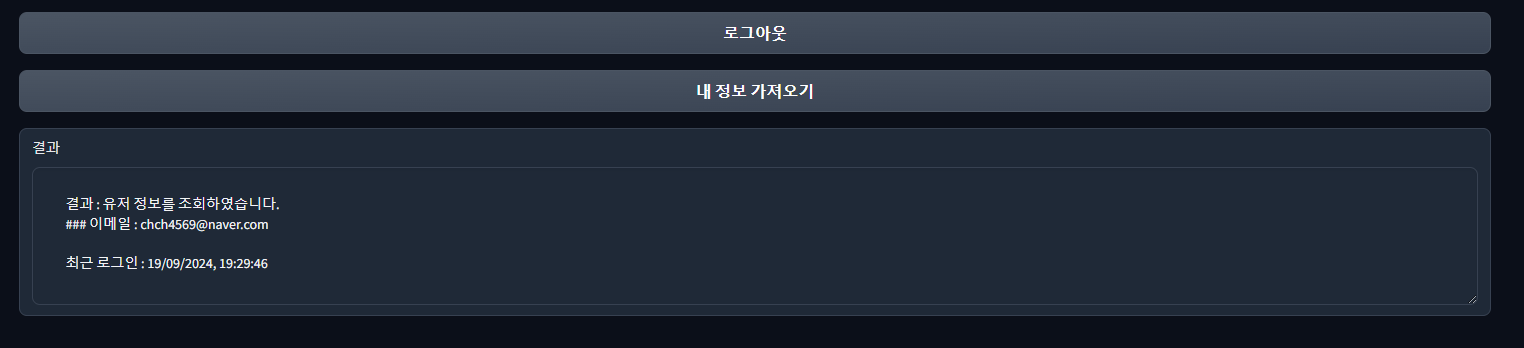 로그아웃
내 정보 가져오기
결과
결과 : 유저 정보를 조회하였습니다.
### 이메일 : chch4569@naver.com
최근 로그인 : 19/09/2024, 19:29:46